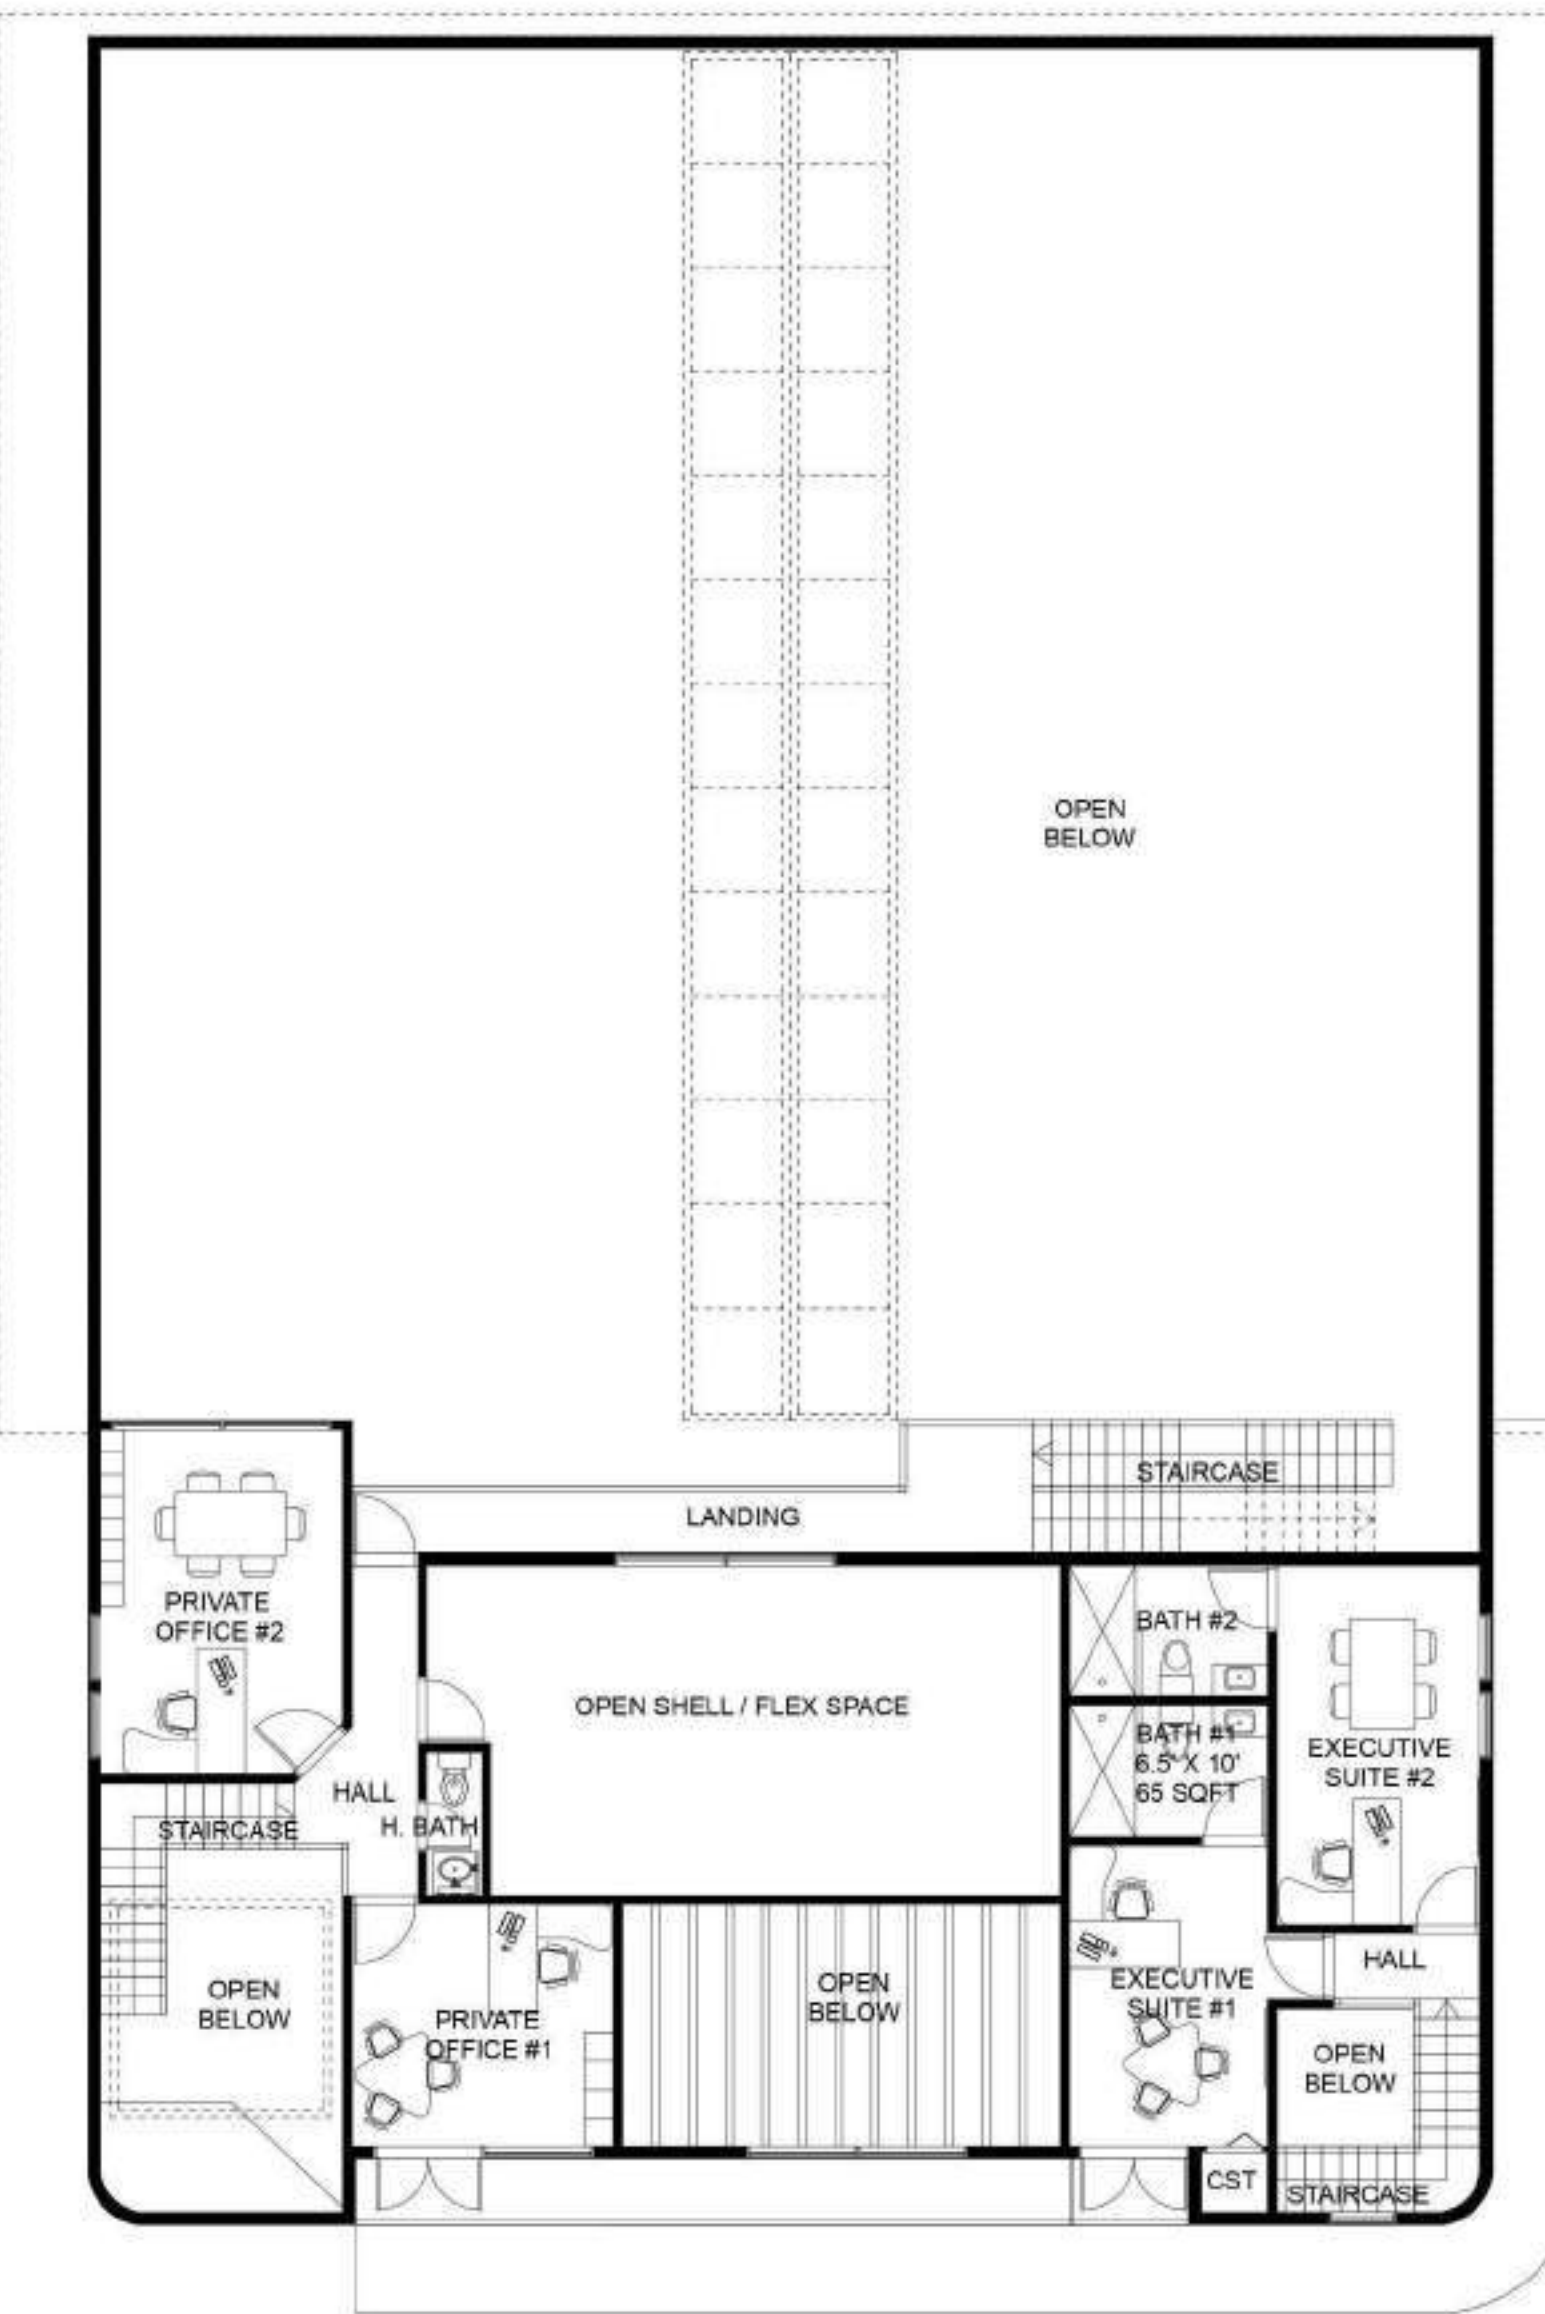 OPEN
BELOW
STAIRCASE
LANDING
PRIVATE
OFFICE #2
BATH #2
OPEN SHELL / FLEX SPACE
BATH #1
6.5' X 10'
65 SQFT
EXECUTIVE
SUITE #2
HALL
H. BATH
STAIRCASE
OPEN
BELOW
PRIVATE
OFFICE #1
OPEN
BELOW
EXECUTIVE
SUITE #1
HALL
OPEN
BELOW
CST
STAIRCASE